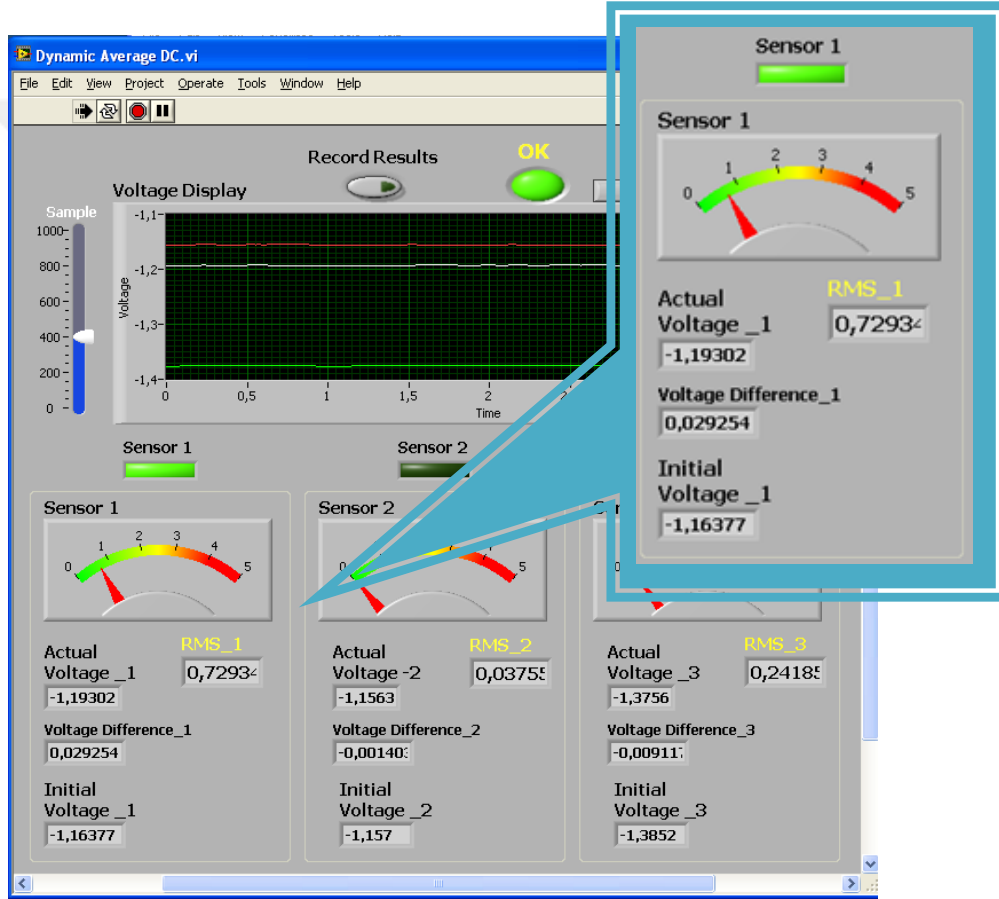 Dynamic Average DC.vi
File Edit View Project Operate Tools Window Help
Record Results
OK
Voltage Display
Sample
1000
800
600
400
200
0
Voltage
-1,1
-1,2
-1,3
-1,4
0 0,5 1 1,5 2
Time
Sensor 1
Sensor 2
Sensor 1
0 1 2 3 4 5
Actual
Voltage _1
-1,19302
RMS_1
0,7293
Voltage Difference_1
0,029254
Initial
Voltage _1
-1,16377
Sensor 2
0 5
Actual
Voltage -2
-1,1563
RMS_2
0,0375
Voltage Difference_2
-0,00140
Initial
Voltage _2
-1,157
Actual
Voltage _3
-1,3756
RMS_3
0,2418
Voltage Difference_3
-0,00911
Initial
Voltage _3
-1,3852
Sensor 1
Sensor 1
0 1 2 3 4 5
Actual
Voltage _1
-1,19302
RMS_1
0,7293
Voltage Difference_1
0,029254
Initial
Voltage _1
-1,16377